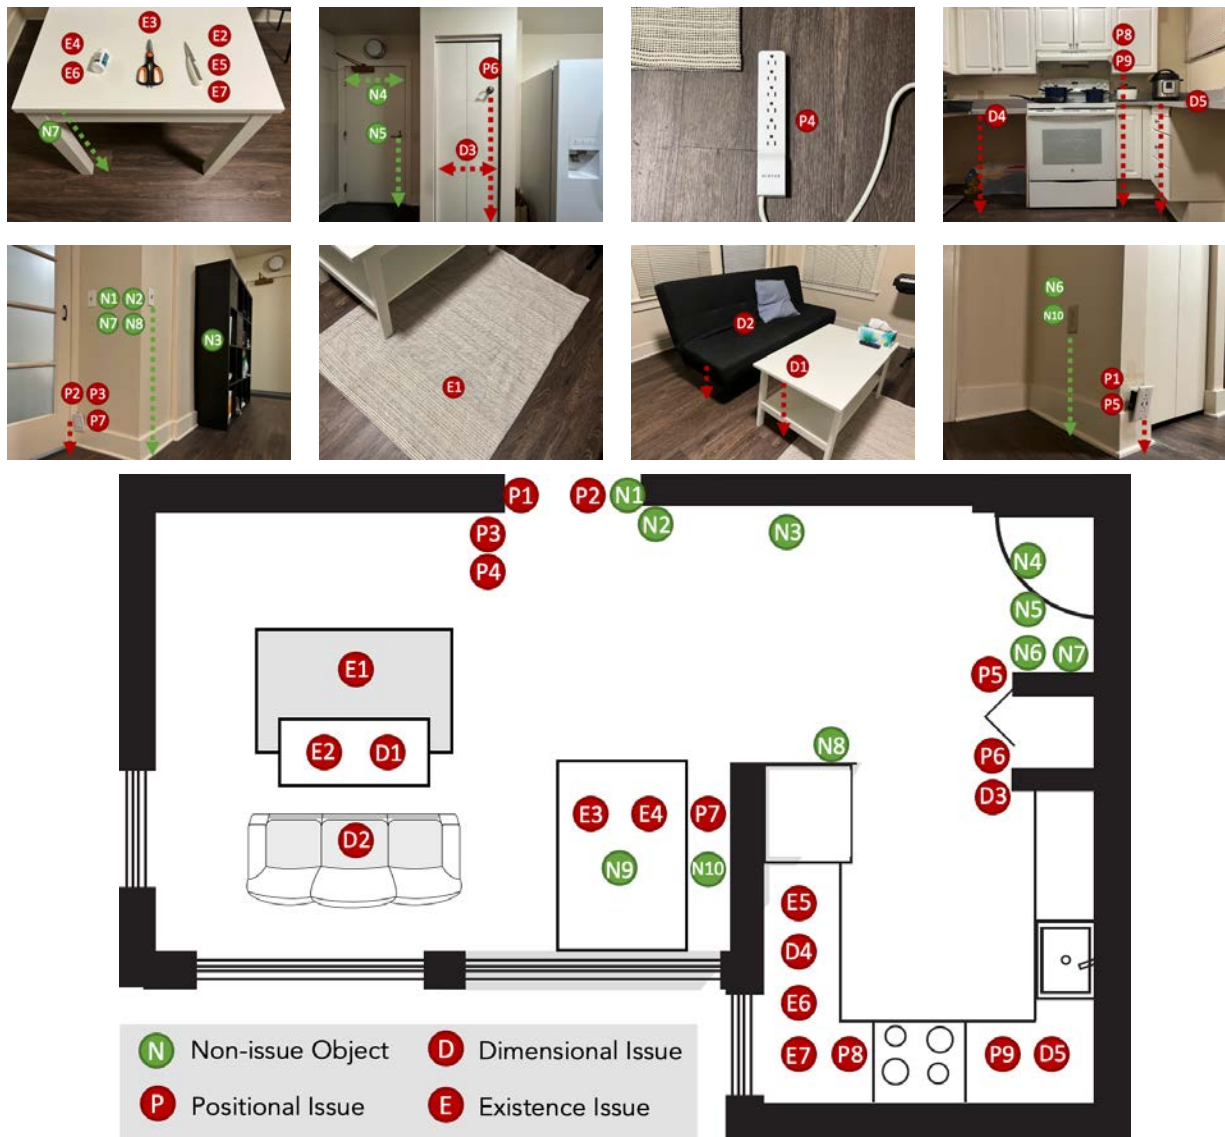 E3
E4
E2
E6
E5
E7
N7
N4
N5
P6
D3
P4
P8
P9
D4
D5
N1 N2
N7 N8
N3
P2 P3
P7
E1
D2
D1
N6
N10
P1
P5
P1 P2 N1
P3 N2 N3
P4
N4
N5
E1 P5 N6 N7
E2 D1 N8 P6
D3
E3 E4 P7
D2
N9 N10
E5
D4
E6
E7 P8 P9 D5
N Non-issue Object D Dimensional Issue
P Positional Issue E Existence Issue